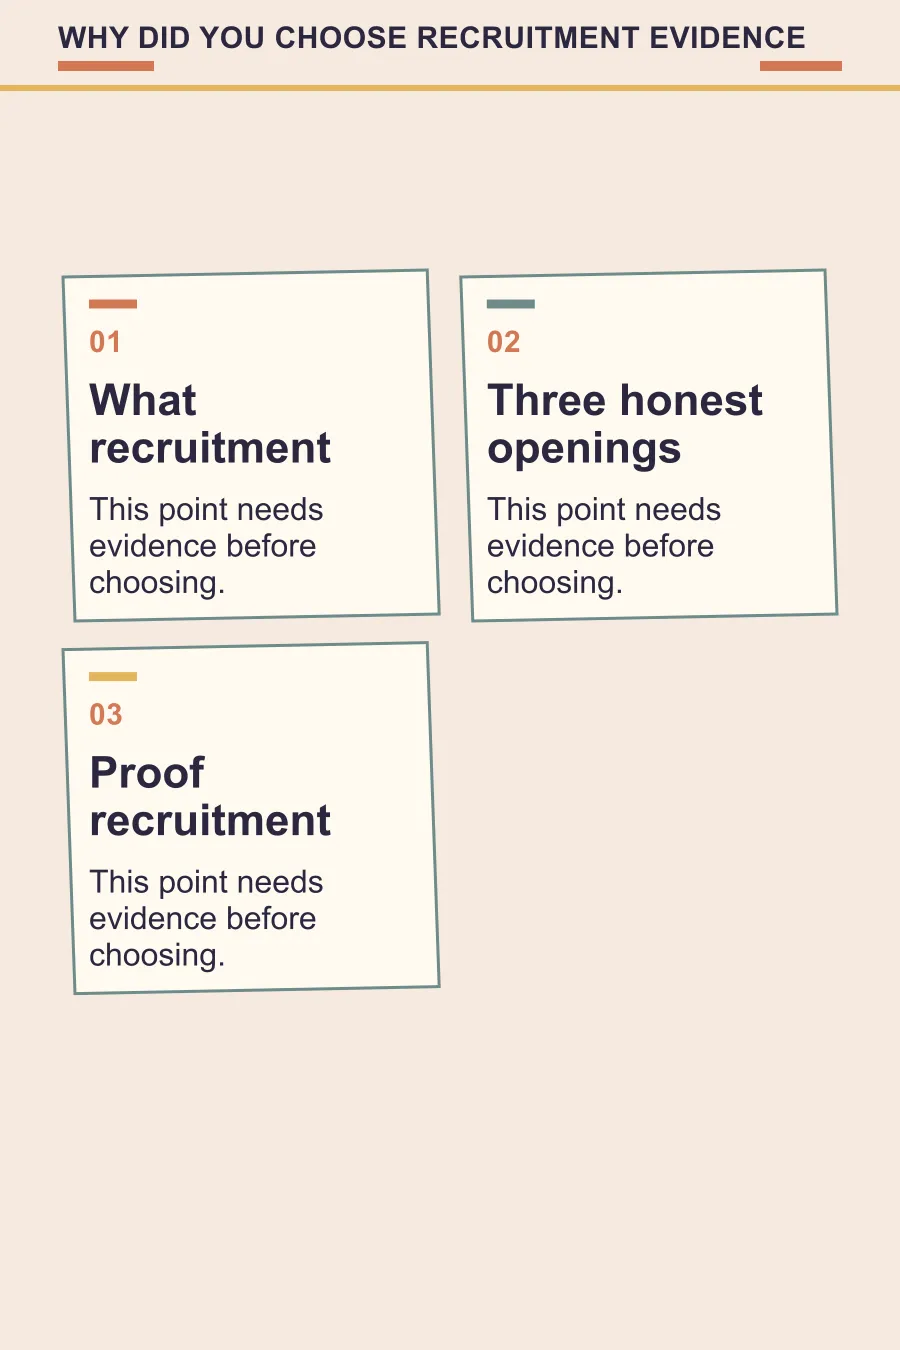 WHY DID YOU CHOOSE RECRUITMENT EVIDENCE
01
What
recruitment
This point needs
evidence before
choosing.
02
Three honest
openings
This point needs
evidence before
choosing.
03
Proof
recruitment
This point needs
evidence before
choosing.